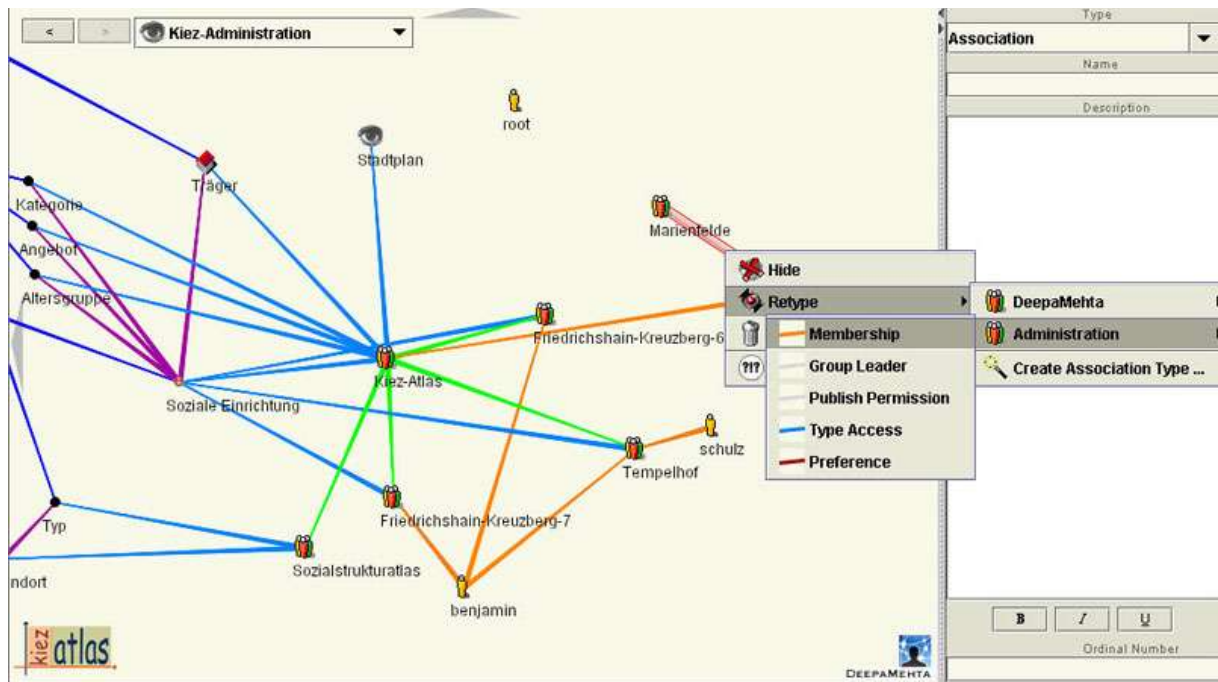 <
>
Kiez-Administration
Type
Association
Name
Description
root
Stadtplan
Träger
Kategorie
Marienfelde
Angebot
Altersgruppe
Hide
Retype
DeepaMehta
Friedrichshain-Kreuzberg-6
Membership
Administration
Kiez-Atlas
?!?
Group Leader
Create Association Type ...
Soziale Einrichtung
Publish Permission
Type Access
schulz
Tempelhof
Preference
Typ
Friedrichshain-Kreuzberg-7
Sozialstrukturatlas
ndort
benjamin
B
I
U
kiez
atlas
Ordinal Number
DEEPAMEHTA